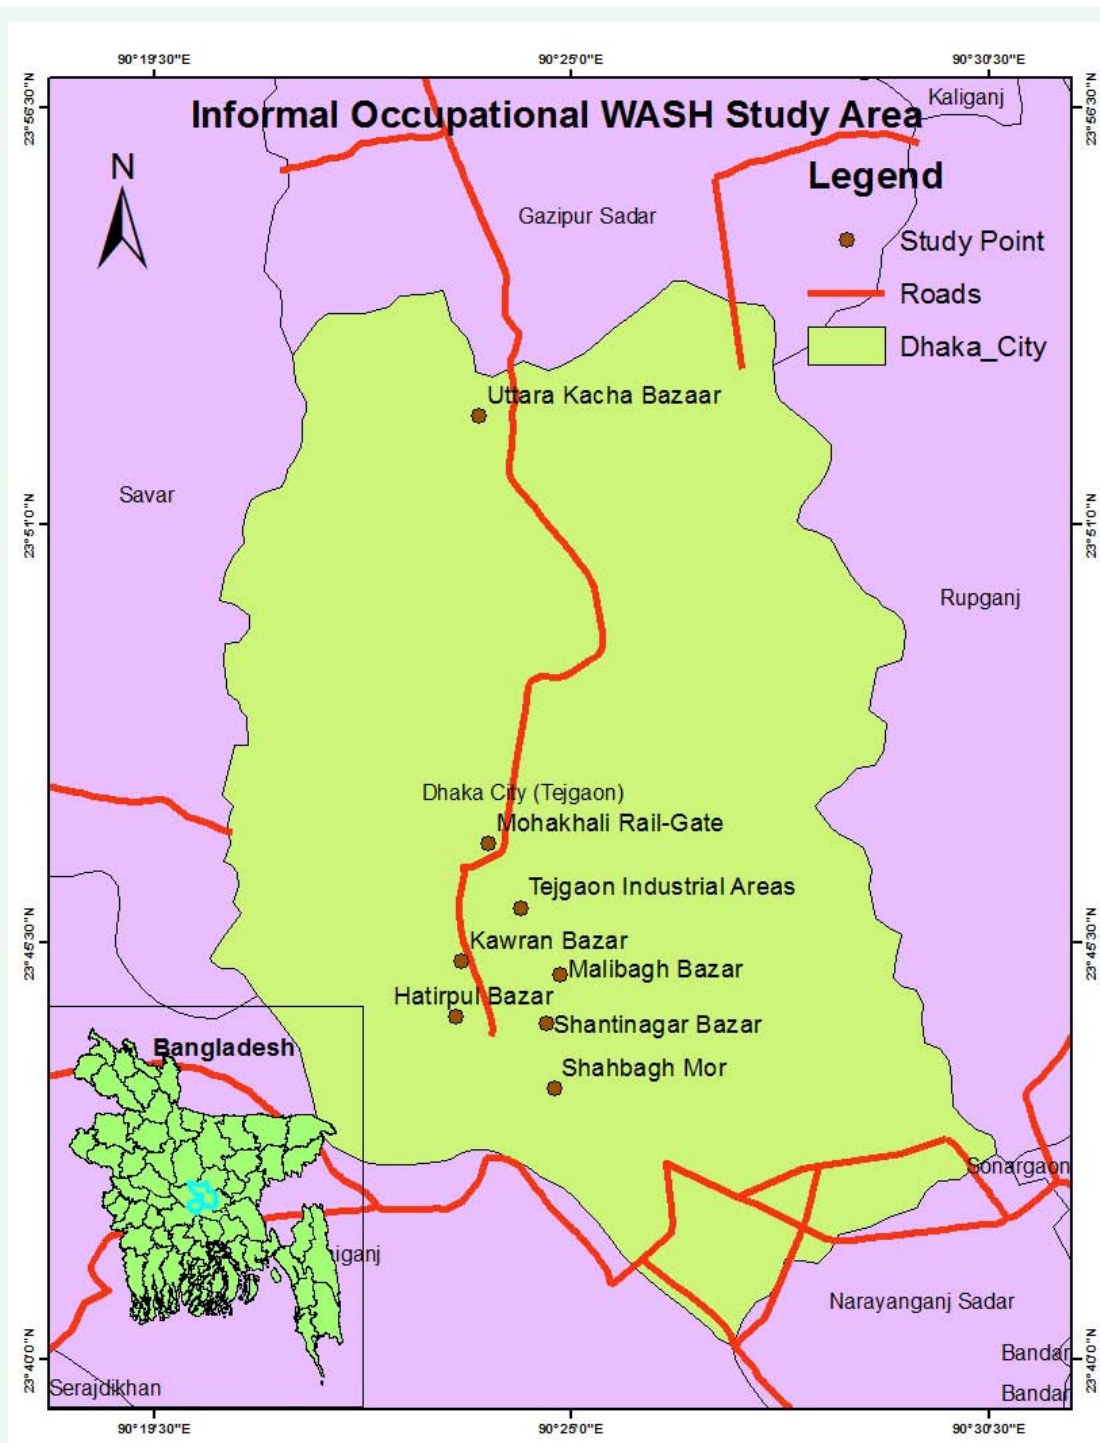 90°19'30"E
90°25'0"E
90°30'30"E
23°56'30"N
23°56'30"N
Kaliganj
Informal Occupational WASH Study Area
N
Legend
Gazipur Sadar
Study Point
Roads
Dhaka_City
Uttara Kacha Bazaar
Savar
23°51'0"N
23°51'0"N
Rupganj
Dhaka City (Tejgaon)
Mohakhali Rail-Gate
Tejgaon Industrial Areas
23°45'30"N
23°45'30"N
Kawran Bazar
Malibagh Bazar
Hatirpul Bazar
Shantinagar Bazar
Bangladesh
Shahbagh Mor
Sonargaon
niganj
Narayanganj Sadar
23°40'0"N
23°40'0"N
Bandar
Serajdikhan
Bandar
90°19'30"E
90°25'0"E
90°30'30"E